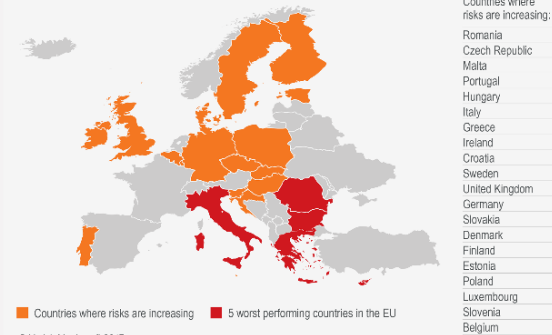 Countries where
risks are increasing:
Romania
Czech Republic
Malta
Portugal
Hungary
Italy
Greece
Ireland
Croatia
Sweden
United Kingdom
Germany
Slovakia
Denmark
Finland
Estonia
Poland
Luxembourg
Slovenia
Belgium
Countries where risks are increasing
5 worst performing countries in the EU